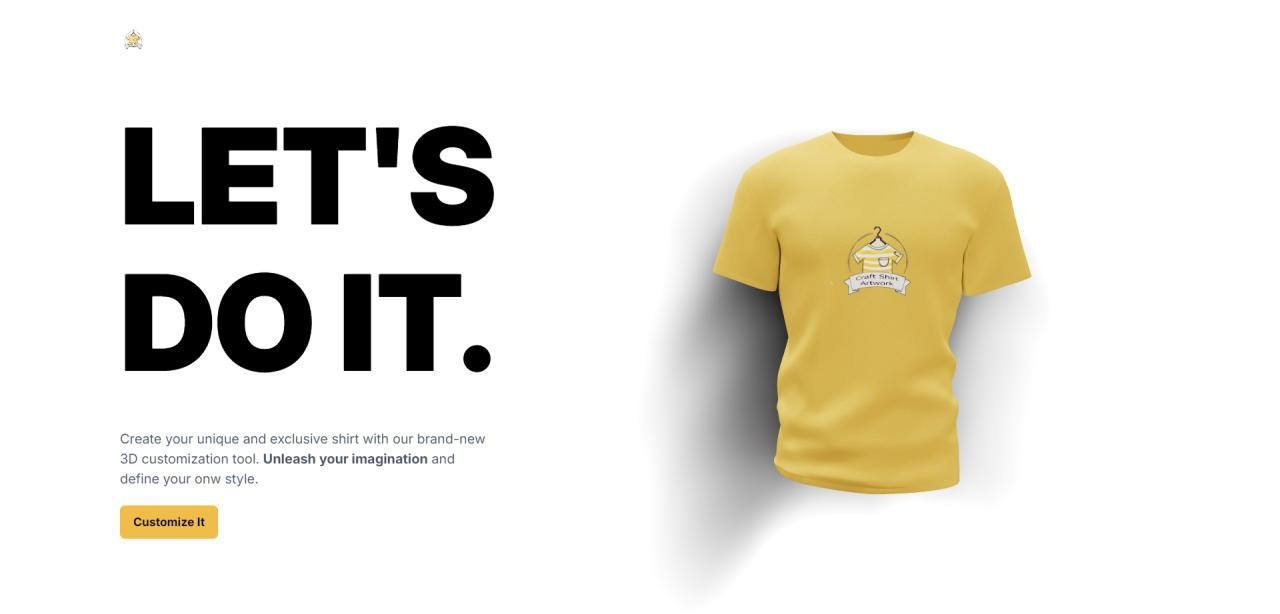 LET'S
DO IT.
Create your unique and exclusive shirt with our brand-new
3D customization tool. Unleash your imagination and
define your onw style.
Customize It
Craft Shirt
Artwork